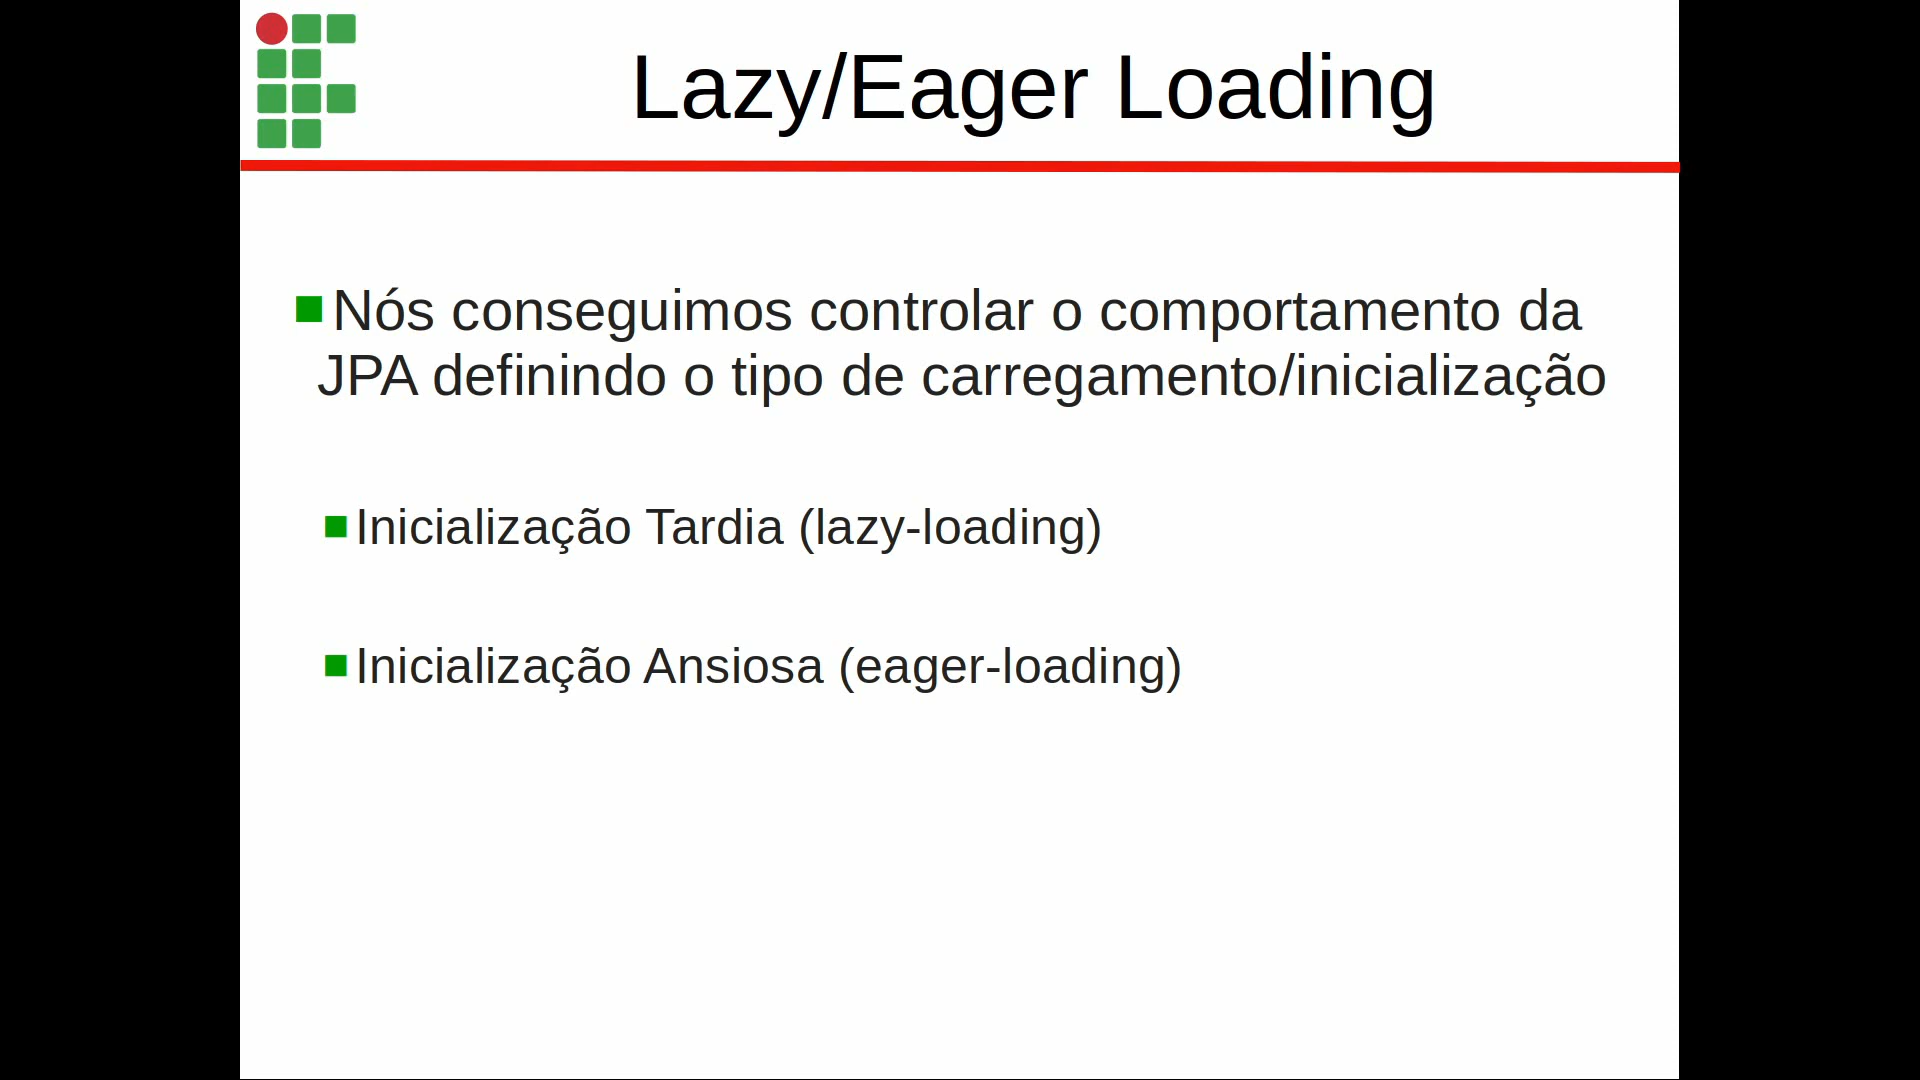 Lazy/Eager Loading
Nós conseguimos controlar o comportamento da
JPA definindo o tipo de carregamento/inicialização
Inicialização Tardia (lazy-loading)
Inicialização Ansiosa (eager-loading)